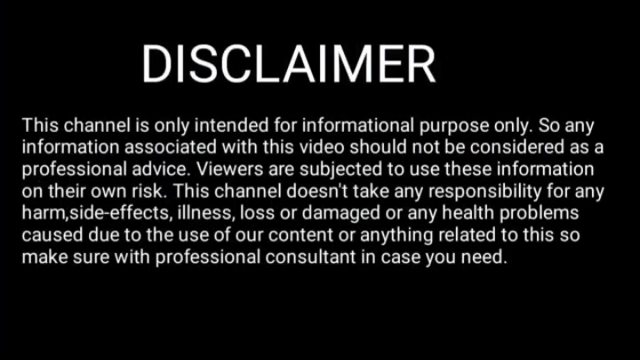 DISCLAIMER
This channel is only intended for informational purpose only. So any
information associated with this video should not be considered as a
professional advice. Viewers are subjected to use these information
on their own risk. This channel doesn't take any responsibility for any
harm,side-effects, illness, loss or damaged or any health problems
caused due to the use of our content or anything related to this so
make sure with professional consultant in case you need.